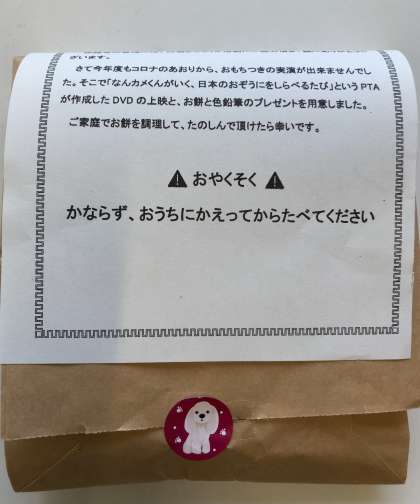 ざいます。
さて今年度もコロナのあおりから、おもちつきの実演が出来ませんでし
た。そこで「なんカメくんがいく、日本のおぞうにをしらべるたび」というPTA
が作成したDVDの上映と、お餅と色鉛筆のプレゼントを用意しました。
ご家庭でお餅を調理して、たのしんで頂けたら幸いです。
⚠ おやくそく ⚠
かならず、おうちにかえってからたべてください